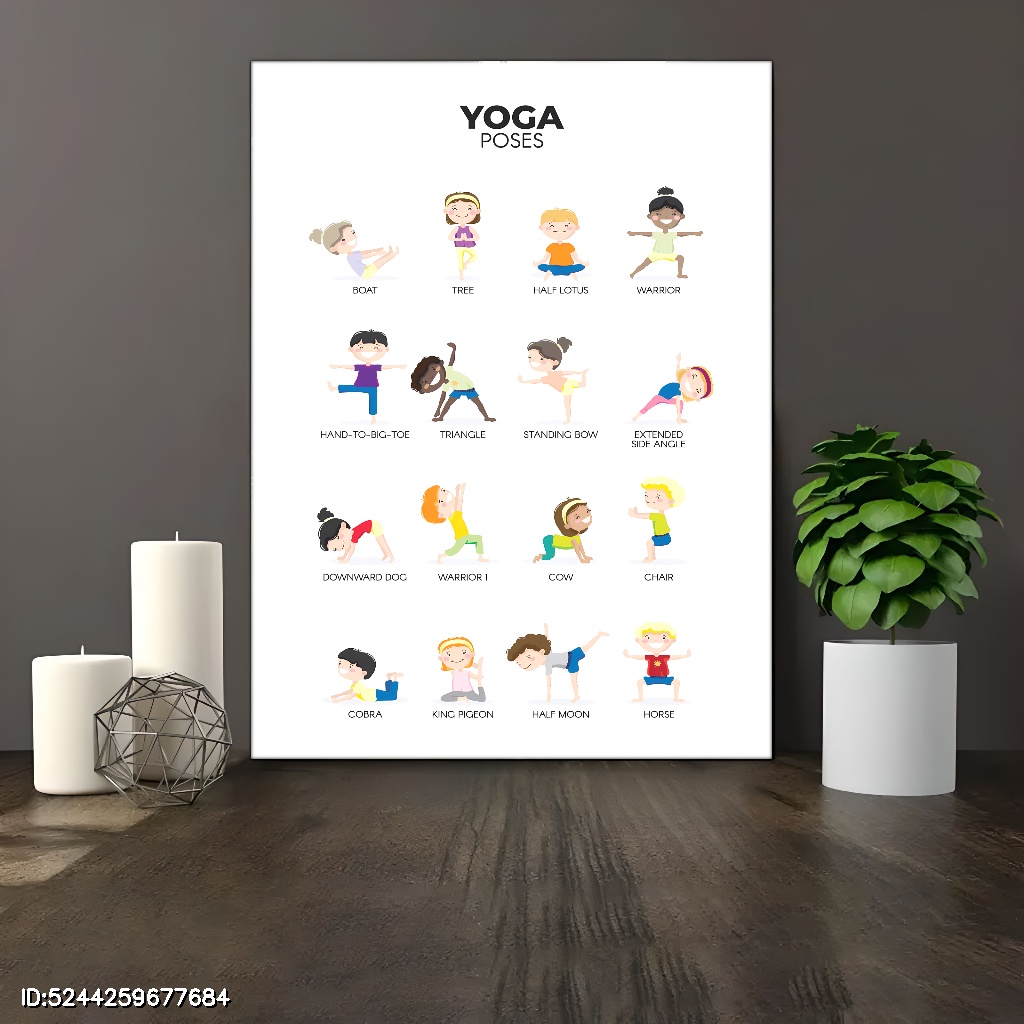 YOGA
POSES
BOAT
TREE
HALF LOTUS
WARRIOR
HAND-TO-BIG-TOE
TRIANGLE
STANDING BOW
EXTENDED
SIDE ANGLE
DOWNWARD DOG
WARRIOR 1
COW
CHAIR
COBRA
KING PIGEON
HALF MOON
HORSE
ID:5244259677684